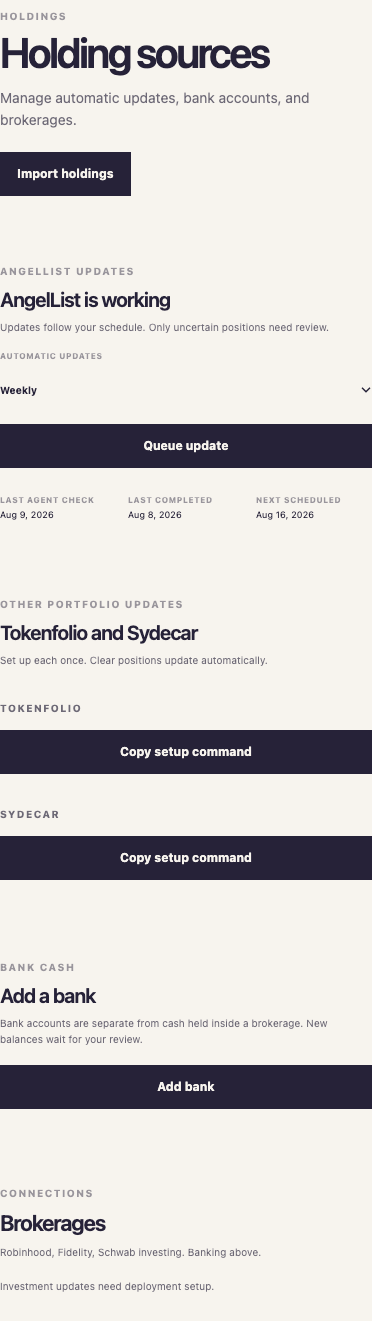 HOLDINGS
Holding sources
Manage automatic updates, bank accounts, and
brokerages.
Import holdings
ANGELLIST UPDATES
AngelList is working
Updates follow your schedule. Only uncertain positions need review.
AUTOMATIC UPDATES
Weekly
Queue update
LAST AGENT CHECK LAST COMPLETED NEXT SCHEDULED
Aug 9, 2026 Aug 8, 2026 Aug 16, 2026
OTHER PORTFOLIO UPDATES
Tokenfolio and Sydecar
Set up each once. Clear positions update automatically.
TOKENFOLIO
Copy setup command
SYDECAR
Copy setup command
BANK CASH
Add a bank
Bank accounts are separate from cash held inside a brokerage. New
balances wait for your review.
Add bank
CONNECTIONS
Brokerages
Robinhood, Fidelity, Schwab investing. Banking above.
Investment updates need deployment setup.